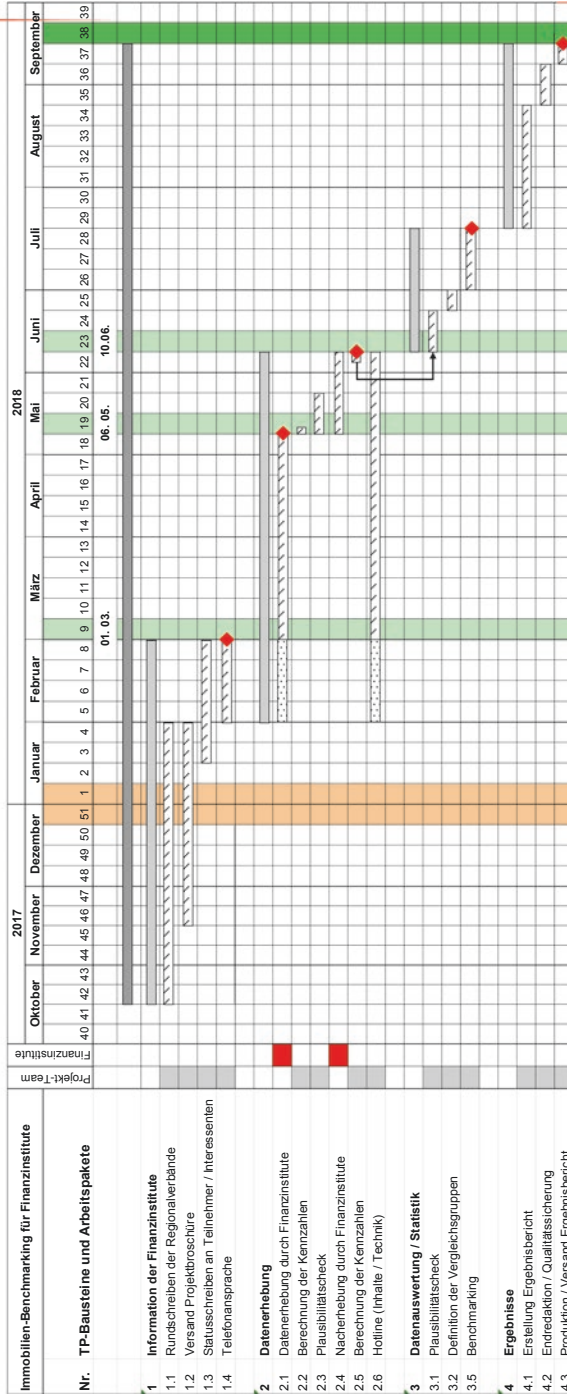 Immobilien-Benchmarking für Finanzinstitute
Projekt-Team
Finanzinstitute
2017
2018
Oktober November Dezember Januar Februar März April Mai Juni Juli August September
Nr. TP-Bausteine und Arbeitspakete
40 41 42 43 44 45 46 47 48 49 50 51 1 2 3 4 5 6 7 8 9 10 11 12 13 14 15 16 17 18 19 20 21 22 23 24 25 26 27 28 29 30 31 32 33 34 35 36 37 38 39
01. 03. 06. 05. 10.06.
1 Information der Finanzinstitute
1.1 Rundschreiben der Regionalverbände
1.2 Versand Projektbroschüre
1.3 Statusschreiben an Teilnehmer / Interessenten
1.4 Telefonansprache
2 Datenerhebung
2.1 Datenerhebung durch Finanzinstitute
2.2 Berechnung der Kennzahlen
2.3 Plausibilitätscheck
2.4 Nacherhebung durch Finanzinstitute
2.5 Berechnung der Kennzahlen
2.6 Hotline (Inhalte / Technik)
3 Datenauswertung / Statistik
3.1 Plausibilitätscheck
3.2 Definition der Vergleichsgruppen
3.5 Benchmarking
4 Ergebnisse
4.1 Erstellung Ergebnisbericht
4.2 Endredaktion / Qualitätssicherung
4.3 Produktion / Versand Ergebnisbericht